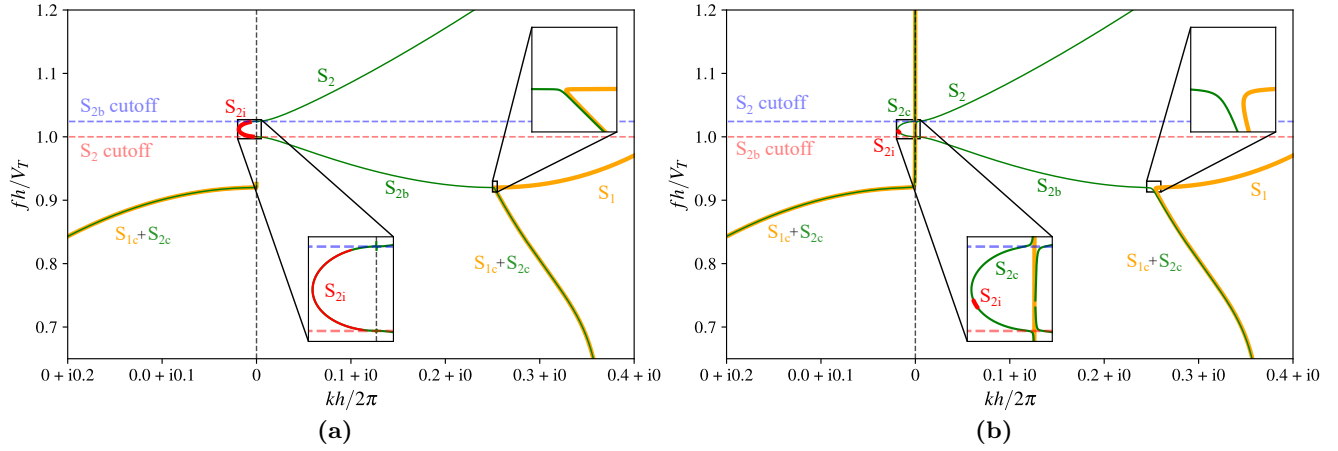 1.2
1.1
1.0
0.9
0.8
0.7
fh/V_T
S_2b cutoff
S_2 cutoff
S_2i
S_2
S_2b
S_1
S_1c+S_2c
S_1c+S_2c
S_2i
0 + i0.2
0.0 + i0.1
0
0.1 + i0
0.2 + i0
0.3 + i0
0.4 + i0
kh/2π
(a)
1.2
1.1
1.0
0.9
0.8
0.7
fh/V_T
S_2 cutoff
S_2b cutoff
S_2c
S_2i
S_2
S_2b
S_1
S_1c+S_2c
S_1c+S_2c
S_2c
S_2i
0 + i0.2
0.0 + i0.1
0
0.1 + i0
0.2 + i0
0.3 + i0
0.4 + i0
kh/2π
(b)